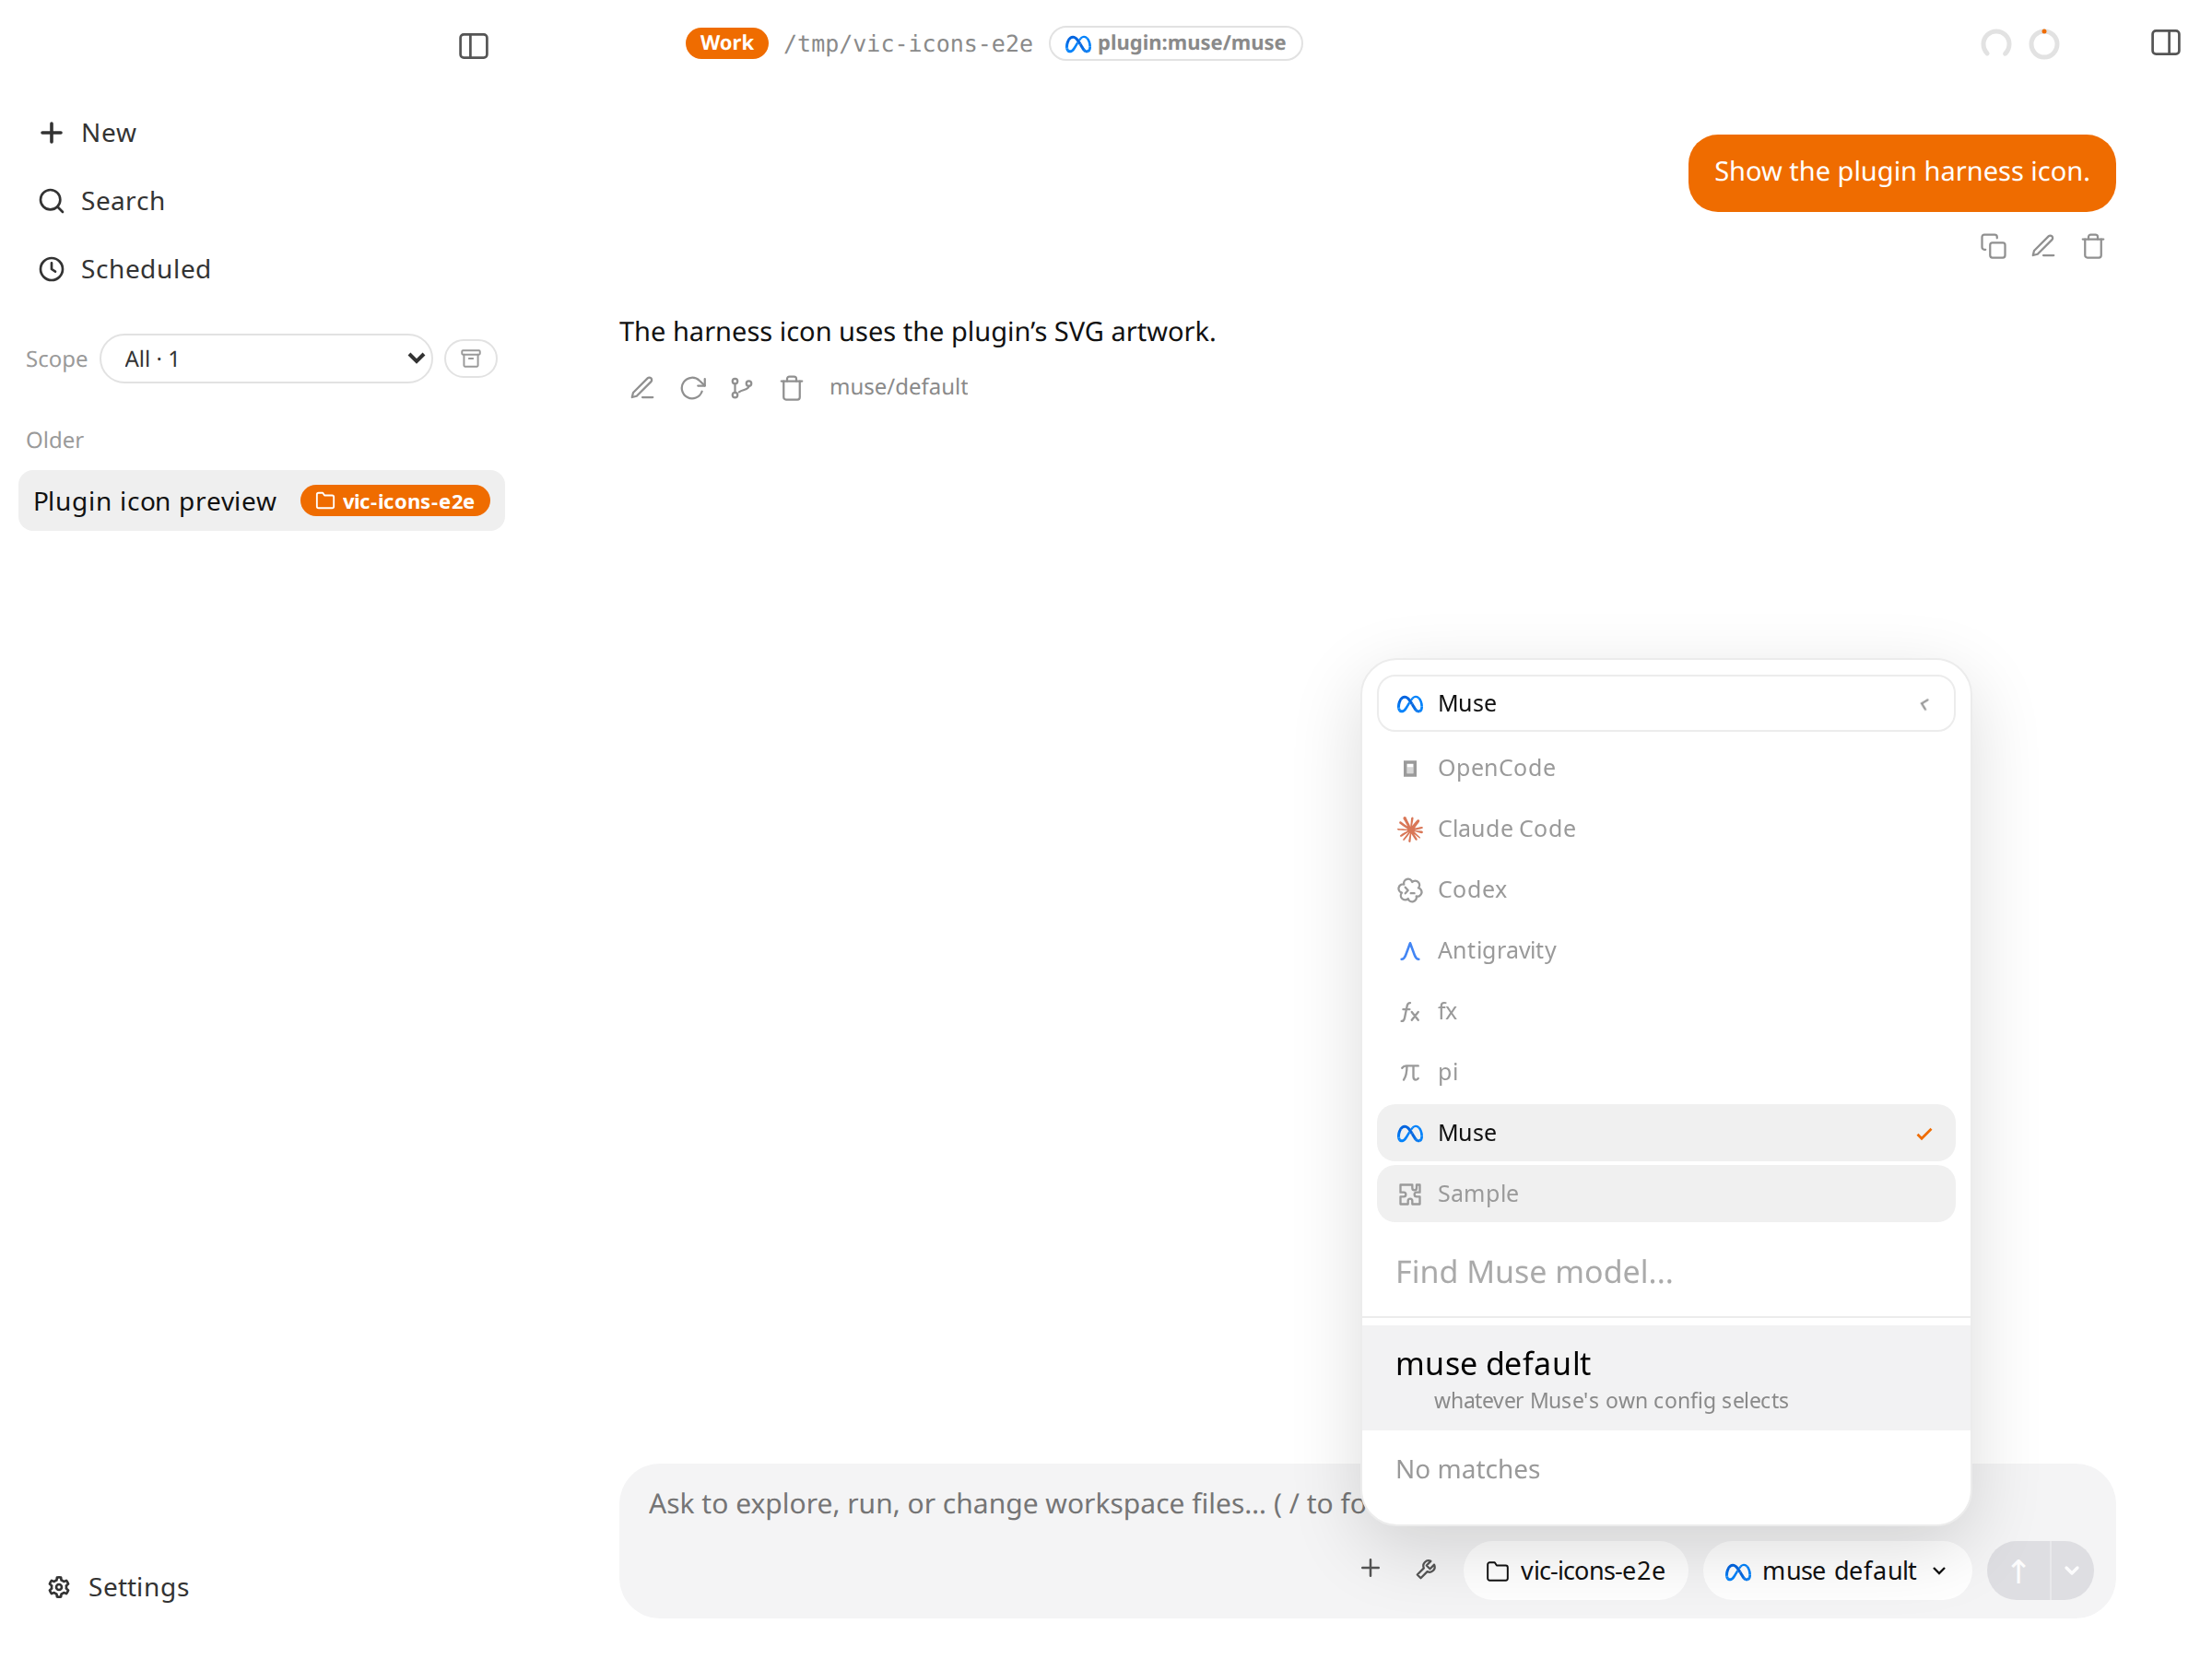 Work /tmp/vic-icons-e2e plugin:muse/muse
New
Search
Scheduled
Scope All · 1
Older
Plugin icon preview vic-icons-e2e
Settings
Show the plugin harness icon.
The harness icon uses the plugin’s SVG artwork.
muse/default
Muse
OpenCode
Claude Code
Codex
Antigravity
fx
pi
Muse
Sample
Find Muse model...
muse default
whatever Muse's own config selects
No matches
Ask to explore, run, or change workspace files... ( / to fo
vic-icons-e2e muse default